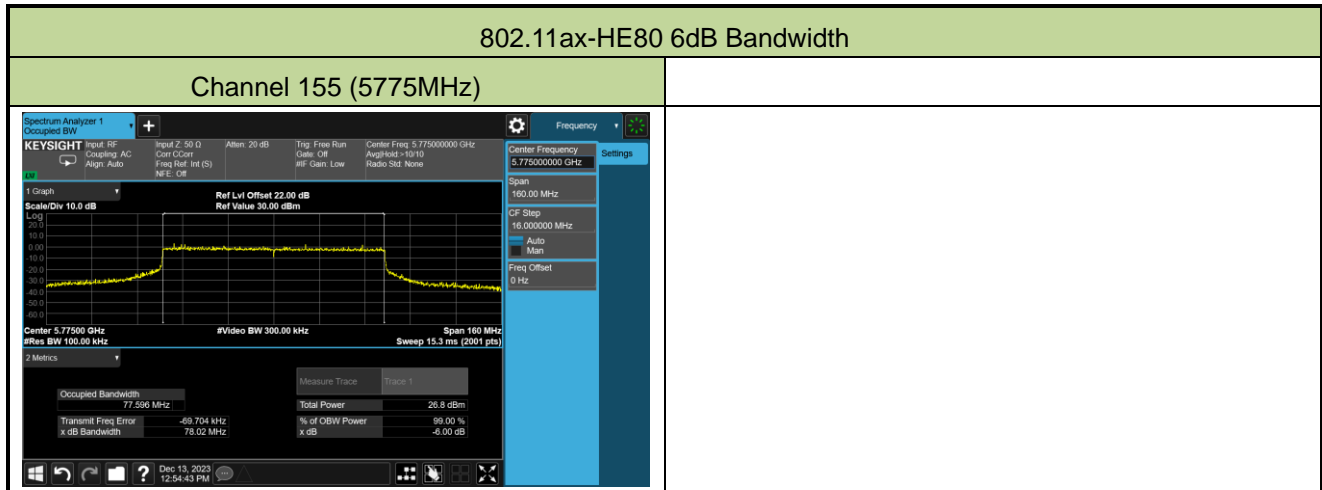 802.11ax-HE80 6dB Bandwidth
Channel 155 (5775MHz)
Spectrum Analyzer 1
Occupied BW
+
Frequency
KEYSIGHT
Input: RF
Coupling: AC
Align: Auto
Input Z: 50 Ω
Corr CCorr
Freq Ref: Int (S)
NFE: Off
Atten: 20 dB
Trig: Free Run
Gate: Off
#IF Gain: Low
Center Freq: 5.775000000 GHz
Avg|Hold:>10/10
Radio Std: None
Center Frequency
5.775000000 GHz
Settings
Span
160.00 MHz
CF Step
16.000000 MHz
Auto
Man
Freq Offset
0 Hz
1 Graph
Scale/Div 10.0 dB
Ref Lvl Offset 22.00 dB
Ref Value 30.00 dBm
Log
20.0
10.0
0.00
-10.0
-20.0
-30.0
-40.0
-50.0
-60.0
Center 5.77500 GHz
#Video BW 300.00 kHz
Span 160 MHz
#Res BW 100.00 kHz
Sweep 15.3 ms (2001 pts)
2 Metrics
Measure Trace Trace 1
Occupied Bandwidth
77.596 MHz
Total Power 26.8 dBm
Transmit Freq Error -69.704 kHz
% of OBW Power 99.00 %
x dB Bandwidth 78.02 MHz
x dB -6.00 dB
?
Dec 13, 2023
12:54:43 PM